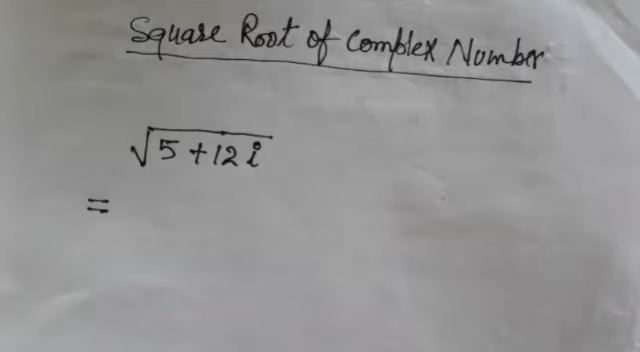 Square Root of Complex Number
√5+12i
=